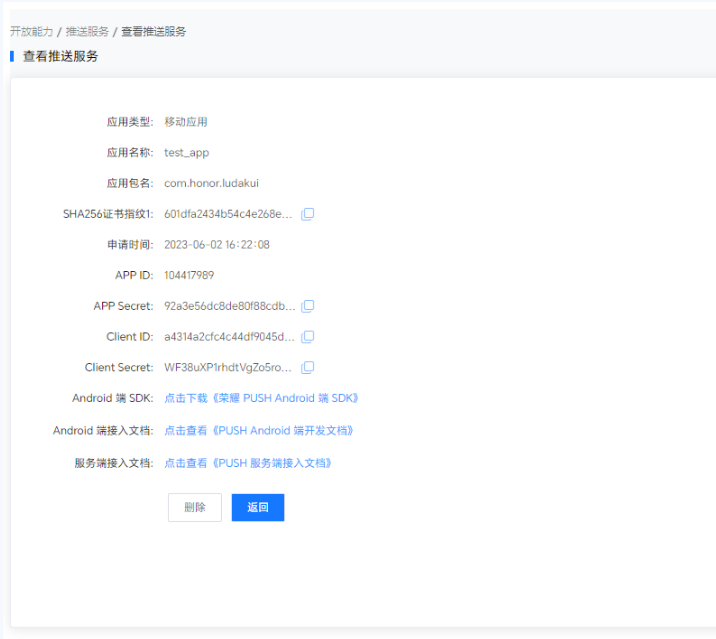 开放能力 / 推送服务 / 查看推送服务
查看推送服务
应用类型: 移动应用
应用名称: test_app
应用包名: com.honor.ludakui
SHA256证书指纹1: 601dfa2434b54c4e268e...
申请时间: 2023-06-02 16:22:08
APP ID: 104417989
APP Secret: 92a3e56dc8de80f88cdb...
Client ID: a4314a2cfc4c44df9045d...
Client Secret: WF38uXP1rhdtVgZo5ro...
Android 端 SDK: 点击下载《荣耀 PUSH Android 端 SDK》
Android 端接入文档: 点击查看《PUSH Android 端开发文档》
服务端接入文档: 点击查看《PUSH 服务端接入文档》
删除 返回